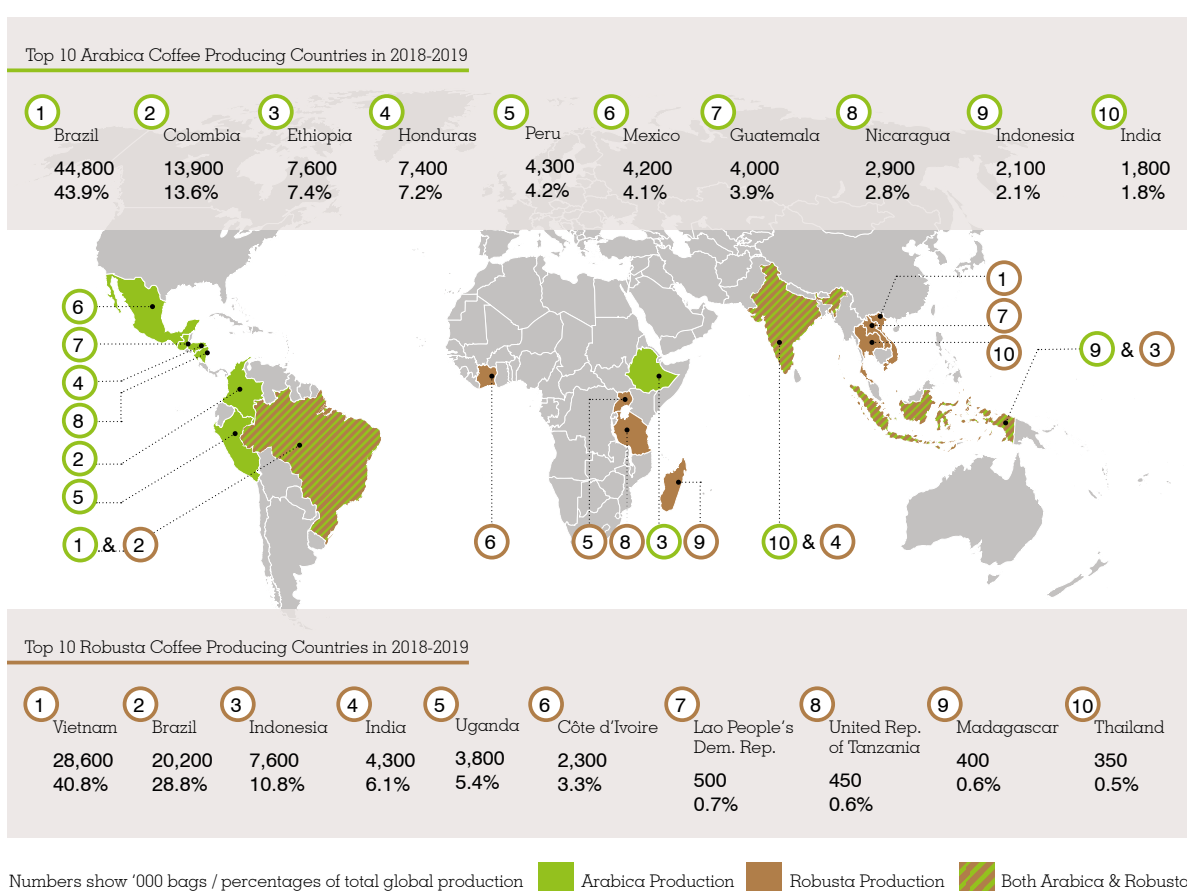 Top 10 Arabica Coffee Producing Countries in 2018-2019
1 2 3 4 5 6 7 8 9 10
Brazil Colombia Ethiopia Honduras Peru Mexico Guatemala Nicaragua Indonesia India
44,800 13,900 7,600 7,400 4,300 4,200 4,000 2,900 2,100 1,800
43.9% 13.6% 7.4% 7.2% 4.2% 4.1% 3.9% 2.8% 2.1% 1.8%
6
7
4
8
2
5
1 & 2
6
5 8 3 9
10 & 4
1
7
10
9 & 3
Top 10 Robusta Coffee Producing Countries in 2018-2019
1 2 3 4 5 6 7 8 9 10
Vietnam Brazil Indonesia India Uganda Côte d’Ivoire Lao People’s United Rep. Madagascar Thailand
Dem. Rep. of Tanzania
28,600 20,200 7,600 4,300 3,800 2,300 500 450 400 350
40.8% 28.8% 10.8% 6.1% 5.4% 3.3% 0.7% 0.6% 0.6% 0.5%
Numbers show ‘000 bags / percentages of total global production Arabica Production Robusta Production Both Arabica & Robusta